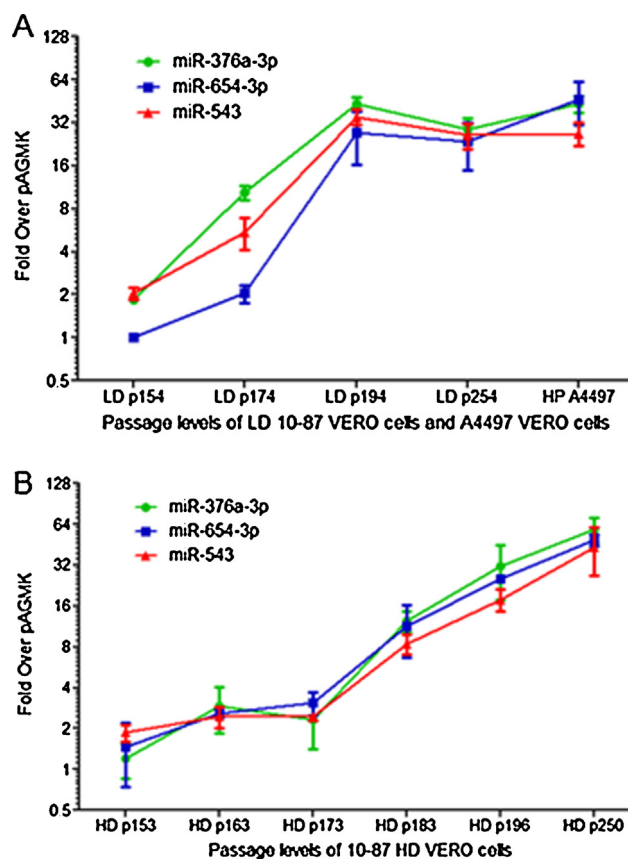 A
128
64
32
16
8
4
2
1
0.5
Fold Over pAGMK
miR-376a-3p
miR-654-3p
miR-543
LD p154 LD p174 LD p194 LD p254 HP A4497
Passage levels of LD 10-87 VERO cells and A4497 VERO cells
B
128
64
32
16
8
4
2
1
0.5
Fold Over pAGMK
miR-376a-3p
miR-654-3p
miR-543
HD p153 HD p163 HD p173 HD p183 HD p196 HD p250
Passage levels of 10-87 HD VERO cells